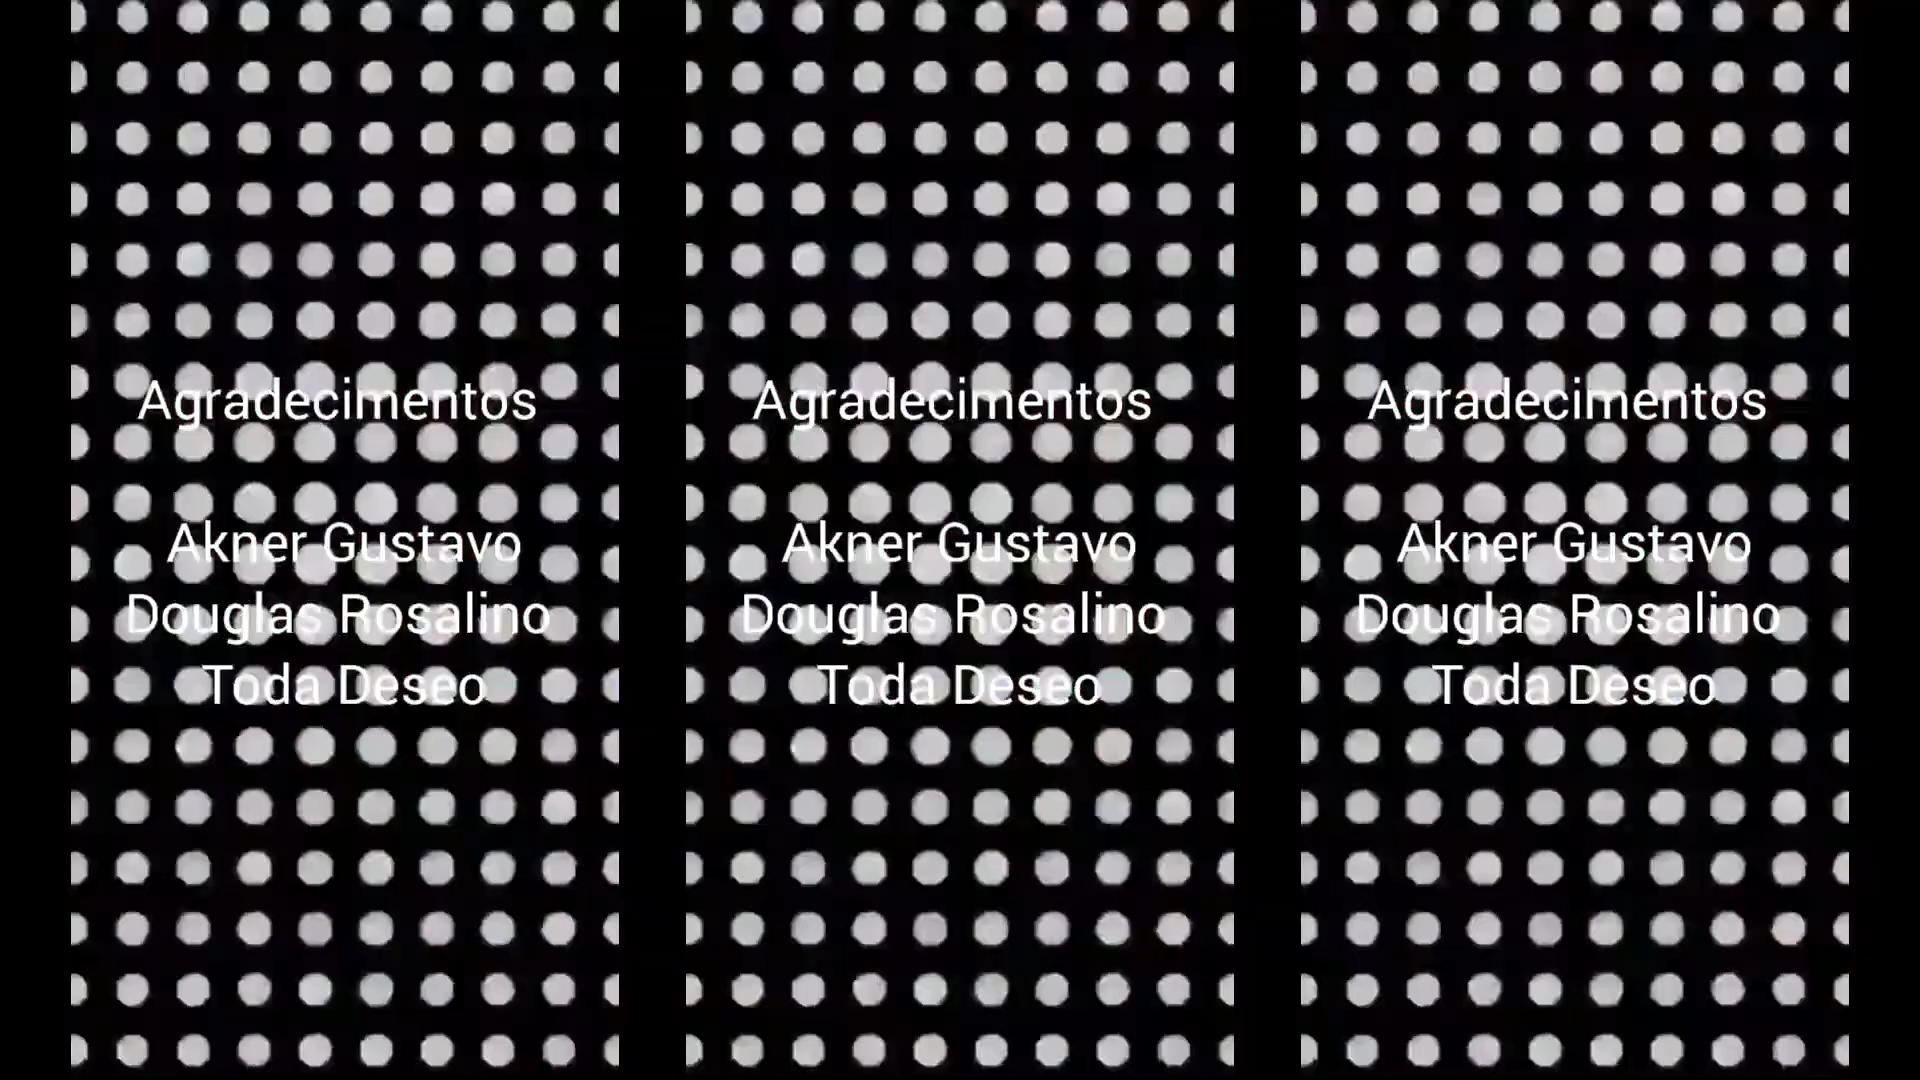 Agradecimentos
Akner Gustavo
Douglas Rosalino
Toda Deseo
Agradecimentos
Akner Gustavo
Douglas Rosalino
Toda Deseo
Agradecimentos
Akner Gustavo
Douglas Rosalino
Toda Deseo